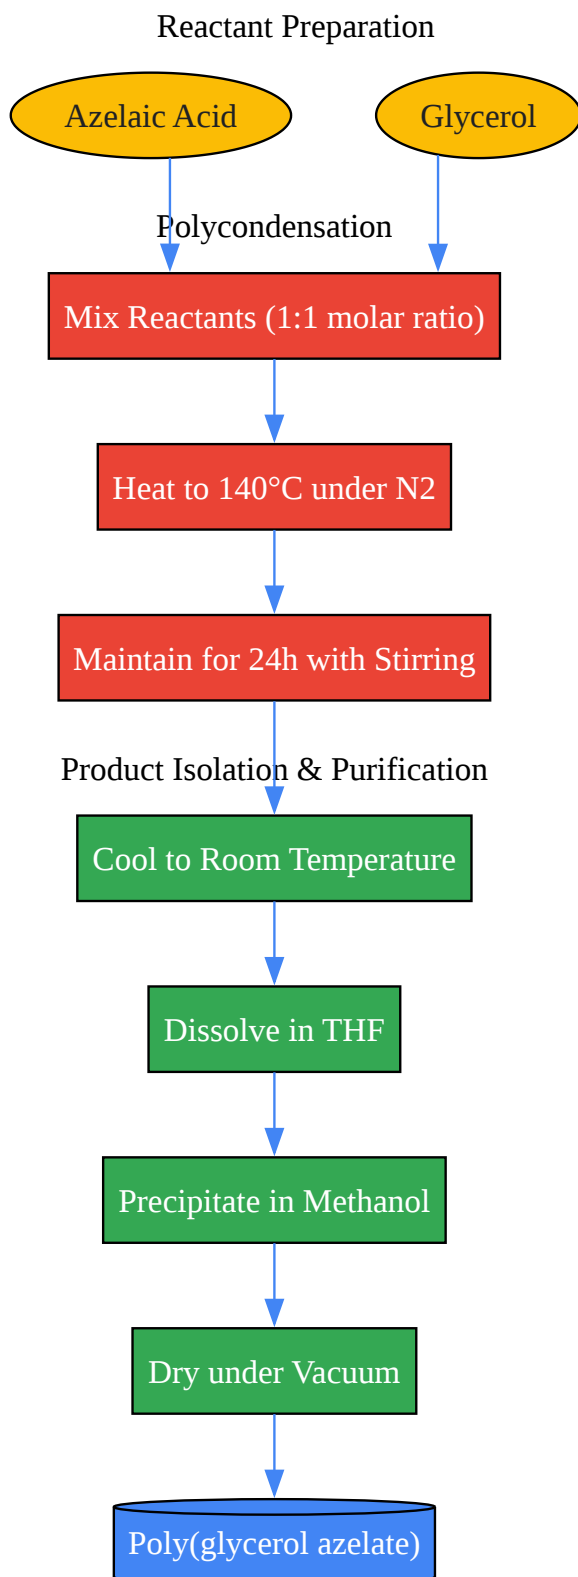 Reactant Preparation
Azelaic Acid
Glycerol
Polycondensation
Mix Reactants (1:1 molar ratio)
Heat to 140°C under N2
Maintain for 24h with Stirring
Product Isolation & Purification
Cool to Room Temperature
Dissolve in THF
Precipitate in Methanol
Dry under Vacuum
Poly(glycerol azelate)